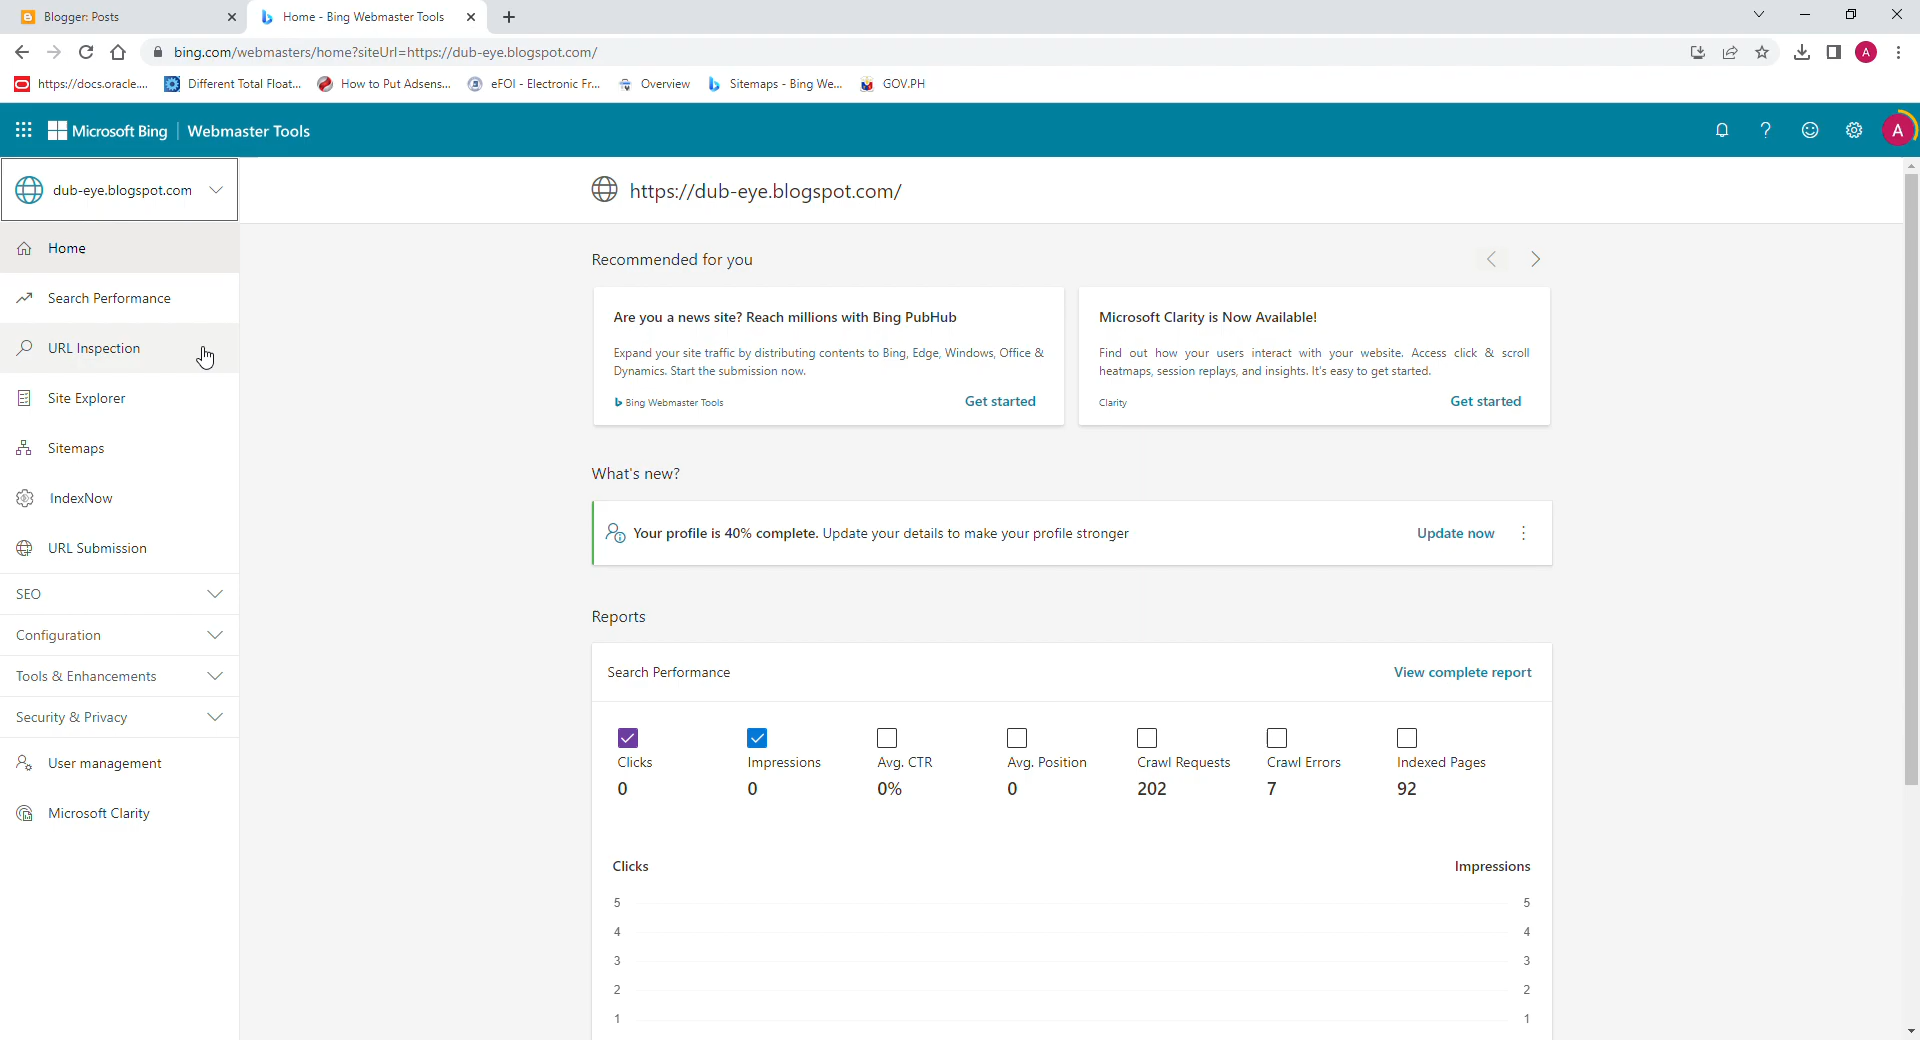 Blogger: Posts
Home - Bing Webmaster Tools
bing.com/webmasters/home?siteUrl=https://dub-eye.blogspot.com/
A
https://docs.oracle....
Different Total Float...
How to Put Adsens...
eFOI - Electronic Fr...
Overview
Sitemaps - Bing We...
GOV.PH
Microsoft Bing
Webmaster Tools
A
dub-eye.blogspot.com
https://dub-eye.blogspot.com/
Home
Search Performance
URL Inspection
Site Explorer
Sitemaps
IndexNow
URL Submission
SEO
Configuration
Tools & Enhancements
Security & Privacy
User management
Microsoft Clarity
Recommended for you
Are you a news site? Reach millions with Bing PubHub
Expand your site traffic by distributing contents to Bing, Edge, Windows, Office &
Dynamics. Start the submission now.
Bing Webmaster Tools
Get started
Microsoft Clarity is Now Available!
Find out how your users interact with your website. Access click & scroll
heatmaps, session replays, and insights. It's easy to get started.
Clarity
Get started
What's new?
Your profile is 40% complete. Update your details to make your profile stronger
Update now
Reports
Search Performance
View complete report
Clicks
0
Impressions
0
Avg. CTR
0%
Avg. Position
0
Crawl Requests
202
Crawl Errors
7
Indexed Pages
92
Clicks
Impressions
5 5
4 4
3 3
2 2
1 1